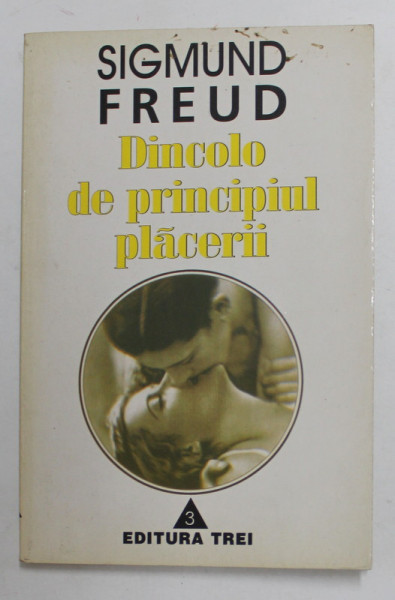 SIGMUND
FREUD
Dincolo
de principiul
plăcerii
3
EDITURA TREI